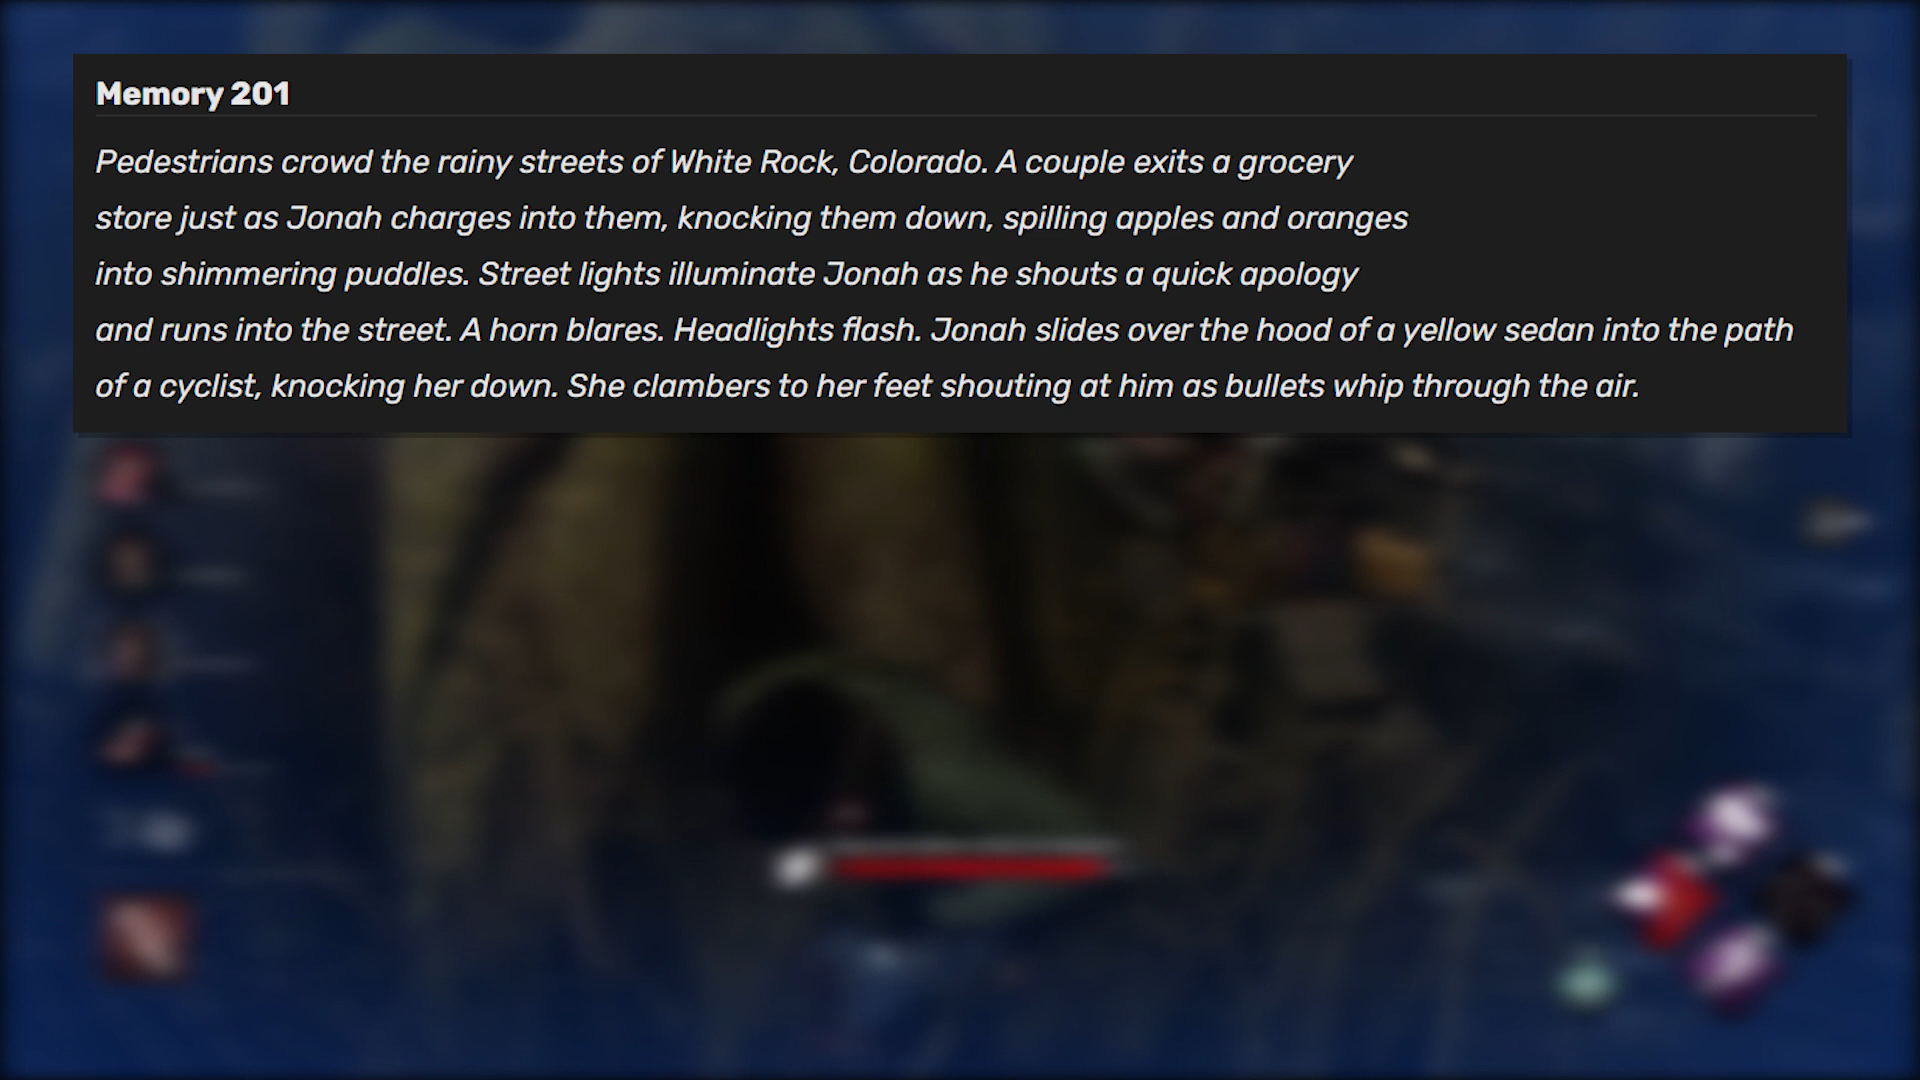 Memory 201
Pedestrians crowd the rainy streets of White Rock, Colorado. A couple exits a grocery
store just as Jonah charges into them, knocking them down, spilling apples and oranges
into shimmering puddles. Street lights illuminate Jonah as he shouts a quick apology
and runs into the street. A horn blares. Headlights flash. Jonah slides over the hood of a yellow sedan into the path
of a cyclist, knocking her down. She clambers to her feet shouting at him as bullets whip through the air.